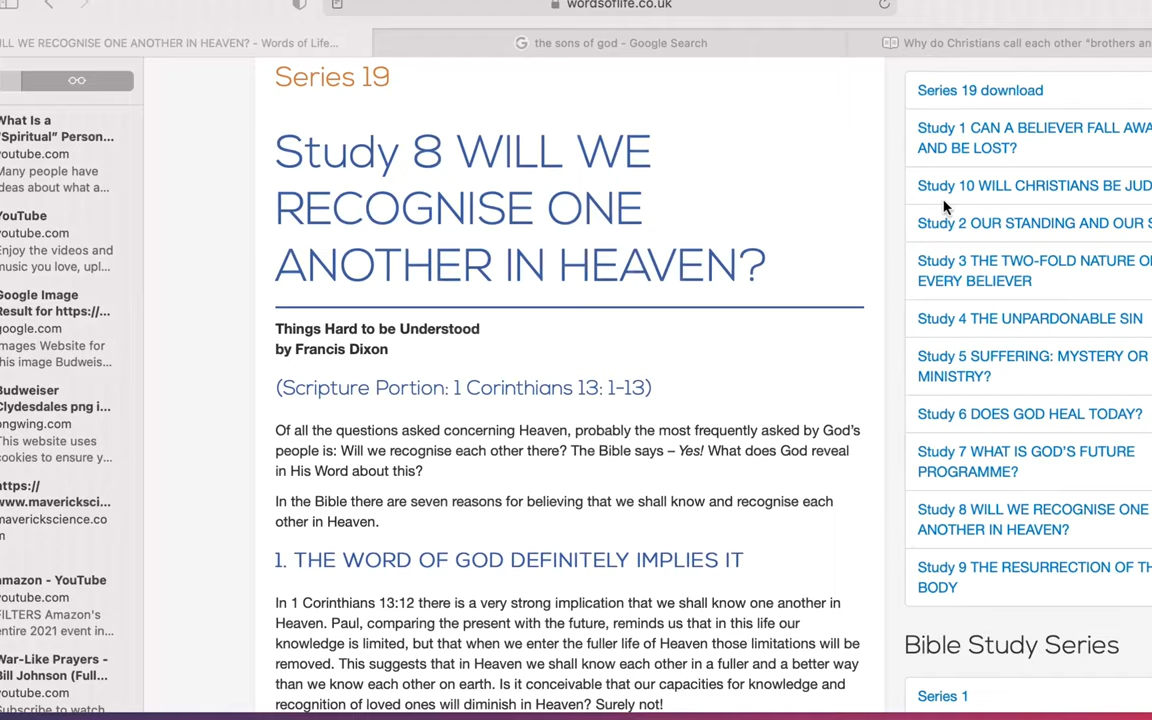 wordsoflife.co.uk
ILL WE RECOGNISE ONE ANOTHER IN HEAVEN? - Words of Life...
the sons of god - Google Search
Why do Christians call each other “brothers an
What Is a
"Spiritual” Person...
youtube.com
Many people have
ideas about what a...
YouTube
youtube.com
Enjoy the videos and
music you love, upl...
Google Image
Result for https://...
google.com
Images Website for
this image Budweis...
Budweiser
Clydesdales png i...
pngwing.com
This website uses
cookies to ensure y...
https://
www.mavericksci...
maverickscience.co
m
amazon - YouTube
youtube.com
FILTERS Amazon's
entire 2021 event in...
War-Like Prayers -
Bill Johnson (Full...
youtube.com
Subscribe to watch
Series 19
Study 8 WILL WE
RECOGNISE ONE
ANOTHER IN HEAVEN?
Things Hard to be Understood
by Francis Dixon
(Scripture Portion: 1 Corinthians 13: 1-13)
Of all the questions asked concerning Heaven, probably the most frequently asked by God’s
people is: Will we recognise each other there? The Bible says – Yes! What does God reveal
in His Word about this?
In the Bible there are seven reasons for believing that we shall know and recognise each
other in Heaven.
1. THE WORD OF GOD DEFINITELY IMPLIES IT
In 1 Corinthians 13:12 there is a very strong implication that we shall know one another in
Heaven. Paul, comparing the present with the future, reminds us that in this life our
knowledge is limited, but that when we enter the fuller life of Heaven those limitations will be
removed. This suggests that in Heaven we shall know each other in a fuller and a better way
than we know each other on earth. Is it conceivable that our capacities for knowledge and
recognition of loved ones will diminish in Heaven? Surely not!
Series 19 download
Study 1 CAN A BELIEVER FALL AWA
AND BE LOST?
Study 10 WILL CHRISTIANS BE JUD
Study 2 OUR STANDING AND OUR S
Study 3 THE TWO-FOLD NATURE O
EVERY BELIEVER
Study 4 THE UNPARDONABLE SIN
Study 5 SUFFERING: MYSTERY OR
MINISTRY?
Study 6 DOES GOD HEAL TODAY?
Study 7 WHAT IS GOD’S FUTURE
PROGRAMME?
Study 8 WILL WE RECOGNISE ONE
ANOTHER IN HEAVEN?
Study 9 THE RESURRECTION OF TH
BODY
Bible Study Series
Series 1